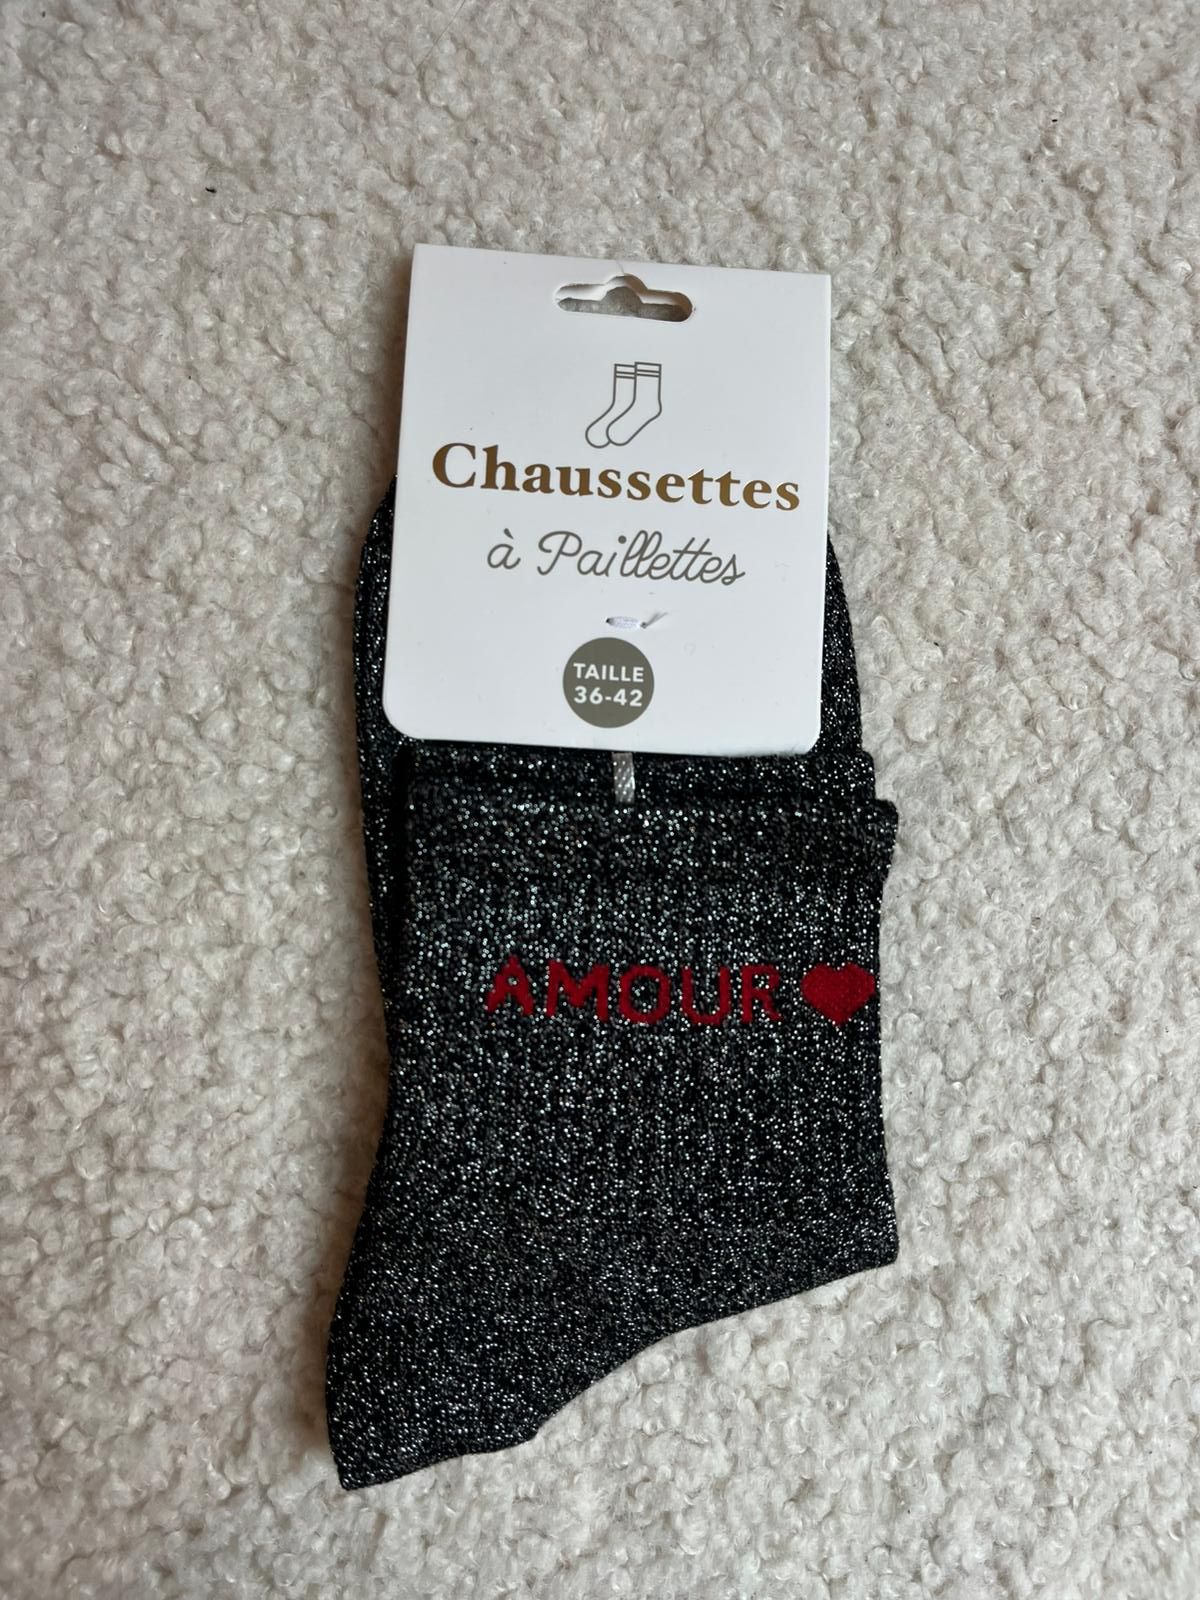 Chaussettes
à Paillettes
TAILLE
36-42
AMOUR